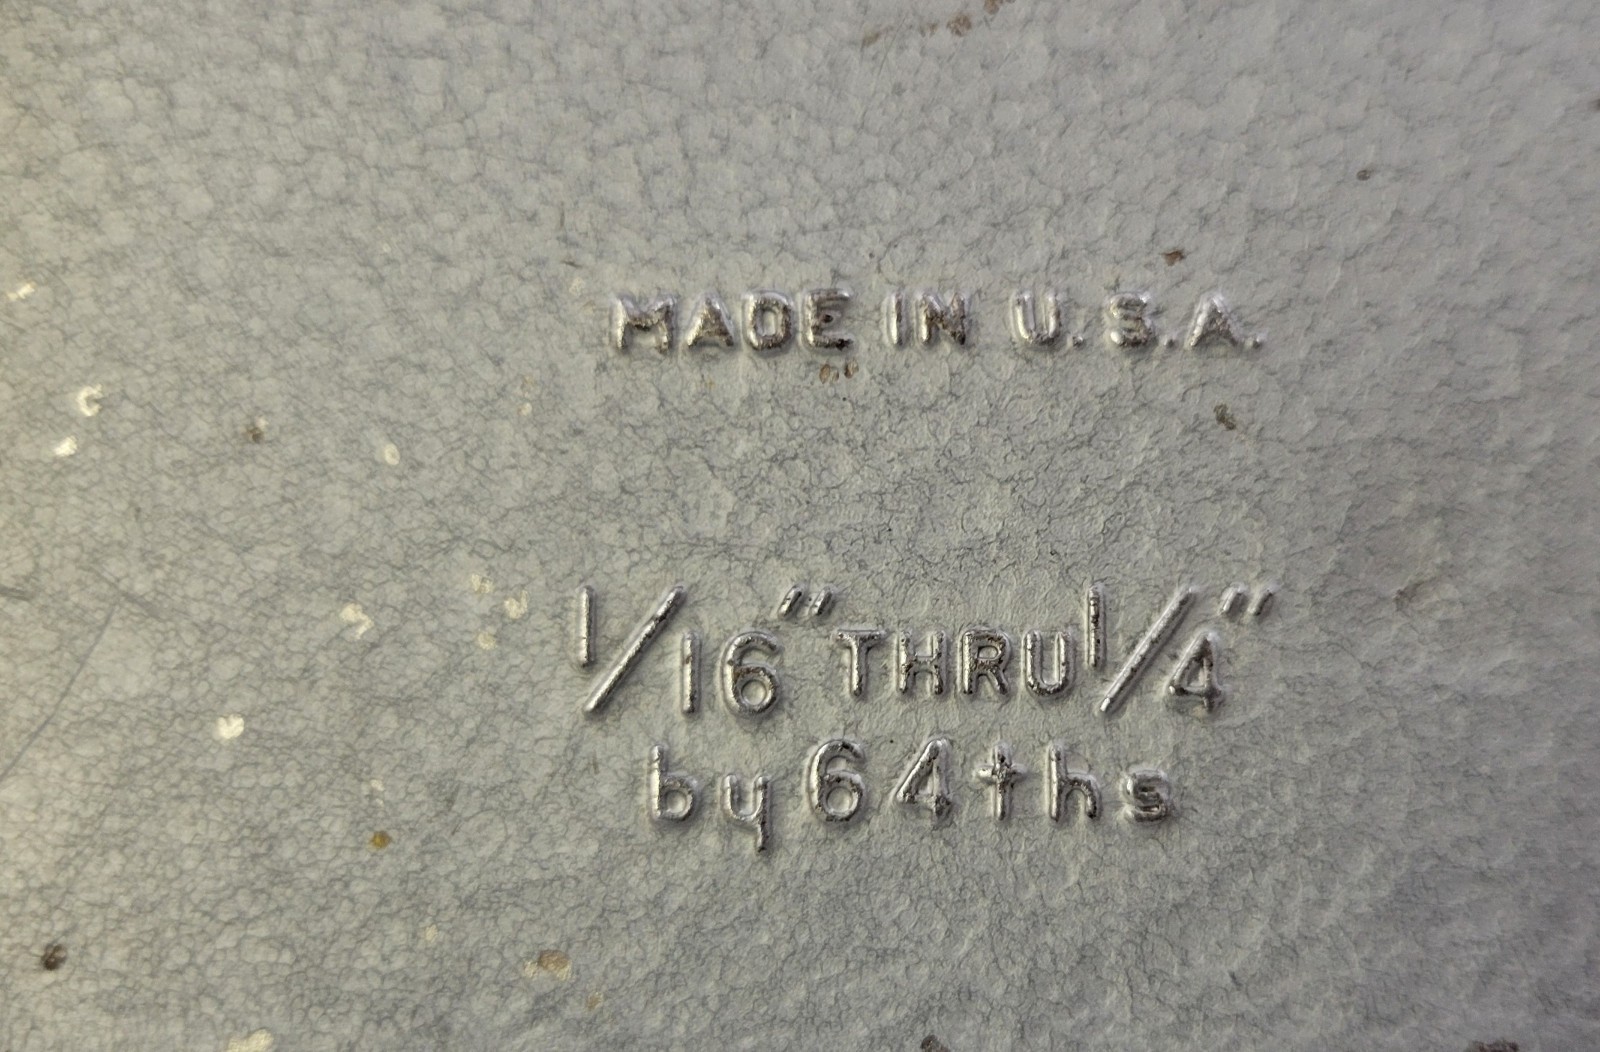 MADE IN U.S.A.
1/16" THRU 1/4"
by 64ths